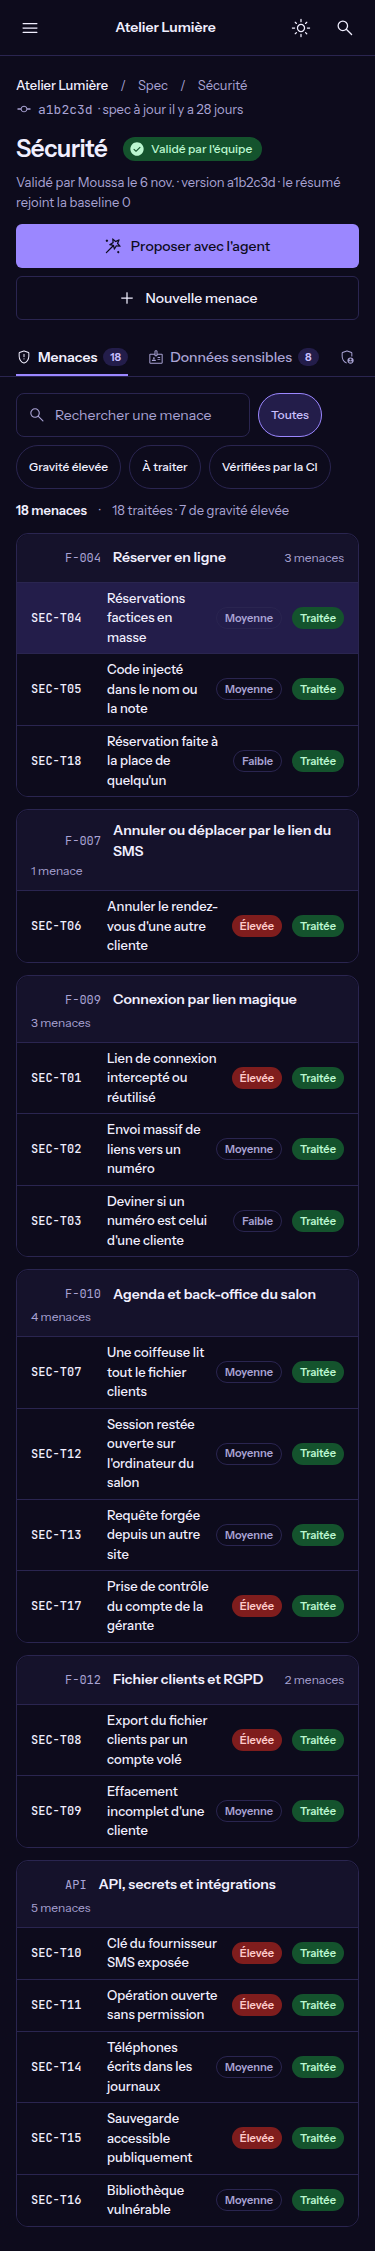 Atelier Lumière
Atelier Lumière / Spec / Sécurité
a1b2c3d · spec à jour il y a 28 jours
Sécurité
Validé par l'équipe
Validé par Moussa le 6 nov. · version a1b2c3d · le résumé
rejoint la baseline 0
Proposer avec l'agent
Nouvelle menace
Menaces 18
Données sensibles 8
Rechercher une menace
Toutes
Gravité élevée
À traiter
Vérifiées par la CI
18 menaces · 18 traitées · 7 de gravité élevée
F-004 Réserver en ligne 3 menaces
SEC-T04 Réservations
factices en
masse
Moyenne Traitée
SEC-T05 Code injecté
dans le nom ou
la note
Moyenne Traitée
SEC-T18 Réservation faite à
la place de
quelqu'un
Faible Traitée
F-007 Annuler ou déplacer par le lien du
SMS
1 menace
SEC-T06 Annuler le rendez-
vous d'une autre
cliente
Élevée Traitée
F-009 Connexion par lien magique
3 menaces
SEC-T01 Lien de connexion
intercepté ou
réutilisé
Élevée Traitée
SEC-T02 Envoi massif de
liens vers un
numéro
Moyenne Traitée
SEC-T03 Deviner si un
numéro est celui
d'une cliente
Faible Traitée
F-010 Agenda et back-office du salon
4 menaces
SEC-T07 Une coiffeuse lit
tout le fichier
clients
Moyenne Traitée
SEC-T12 Session restée
ouverte sur
l'ordinateur du
salon
Moyenne Traitée
SEC-T13 Requête forgée
depuis un autre
site
Moyenne Traitée
SEC-T17 Prise de contrôle
du compte de la
gérante
Élevée Traitée
F-012 Fichier clients et RGPD 2 menaces
SEC-T08 Export du fichier
clients par un
compte volé
Élevée Traitée
SEC-T09 Effacement
incomplet d'une
cliente
Moyenne Traitée
API API, secrets et intégrations
5 menaces
SEC-T10 Clé du fournisseur
SMS exposée
Élevée Traitée
SEC-T11 Opération ouverte
sans permission
Élevée Traitée
SEC-T14 Téléphones
écrits dans les
journaux
Moyenne Traitée
SEC-T15 Sauvegarde
accessible
publiquement
Élevée Traitée
SEC-T16 Bibliothèque
vulnérable
Moyenne Traitée